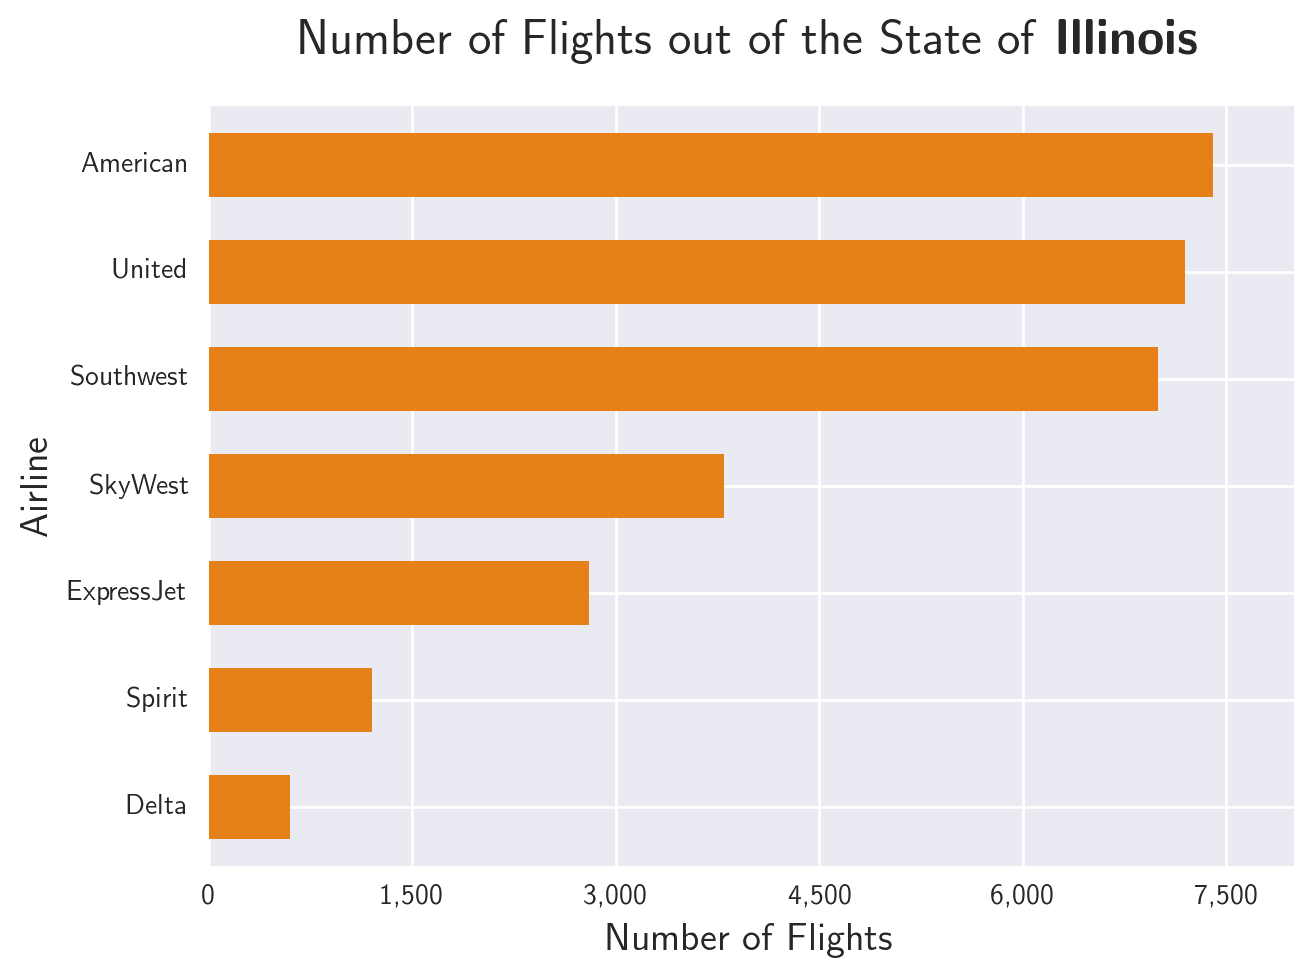 Number of Flights out of the State of Illinois
American
United
Southwest
SkyWest
ExpressJet
Spirit
Delta
Airline
0 1,500 3,000 4,500 6,000 7,500
Number of Flights